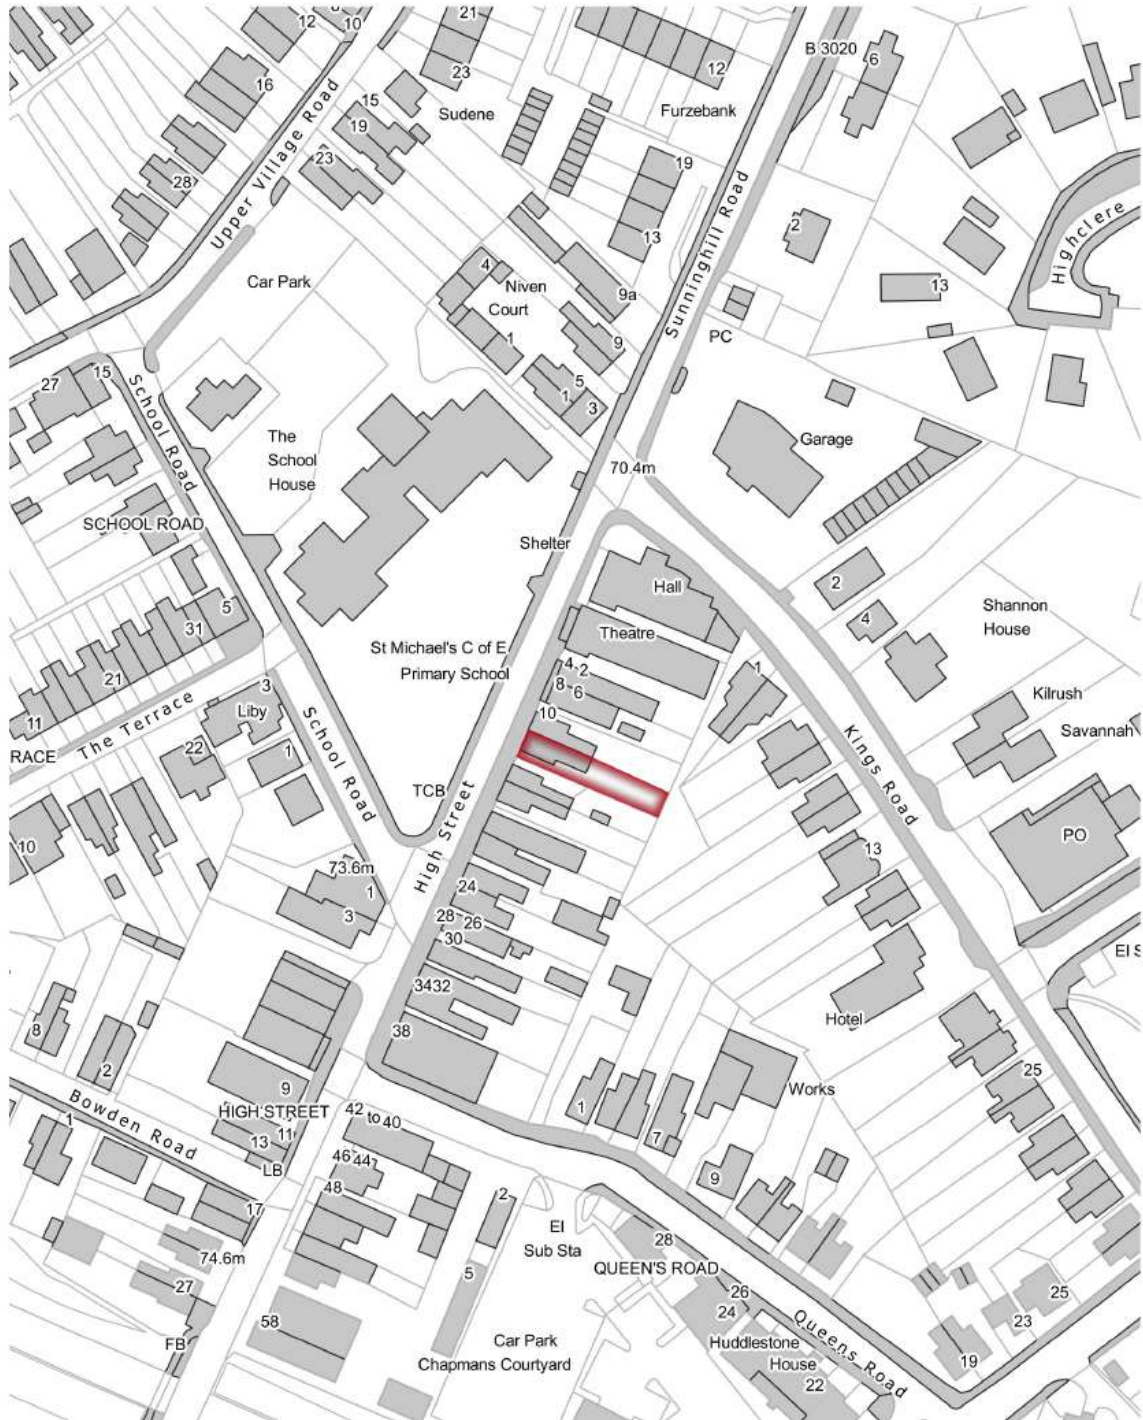 12
8
10
21
23
16
15
19
Sudene
23
28
Upper Village Road
12
Furzebank
B 3020
6
19
13
2
Sunninghill Road
Highclere
13
Car Park
4
Niven
Court
1
9a
9
PC
5
1
3
27
15
School Road
The
School
House
Garage
70.4m
SCHOOL ROAD
Shelter
Hall
Theatre
2
4
Shannon
House
5
31
21
11
St Michael's C of E
Primary School
4
2
8
6
10
1
Kilrush
Savannah
Kings Road
The Terrace
RACE
3
Liby
22
1
School Road
TCB
High Street
PO
10
73.6m
1
3
24
28
26
30
3432
38
13
Hotel
El S
8
2
9
HIGH STREET
11
13
LB
Bowden Road
1
17
42
to
40
46
44
48
1
7
9
Works
25
74.6m
27
FB
58
2
5
El
Sub Sta
28
QUEEN'S ROAD
26
24
Queens Road
Huddlestone
House
22
Car Park
Chapmans Courtyard
25
23
19